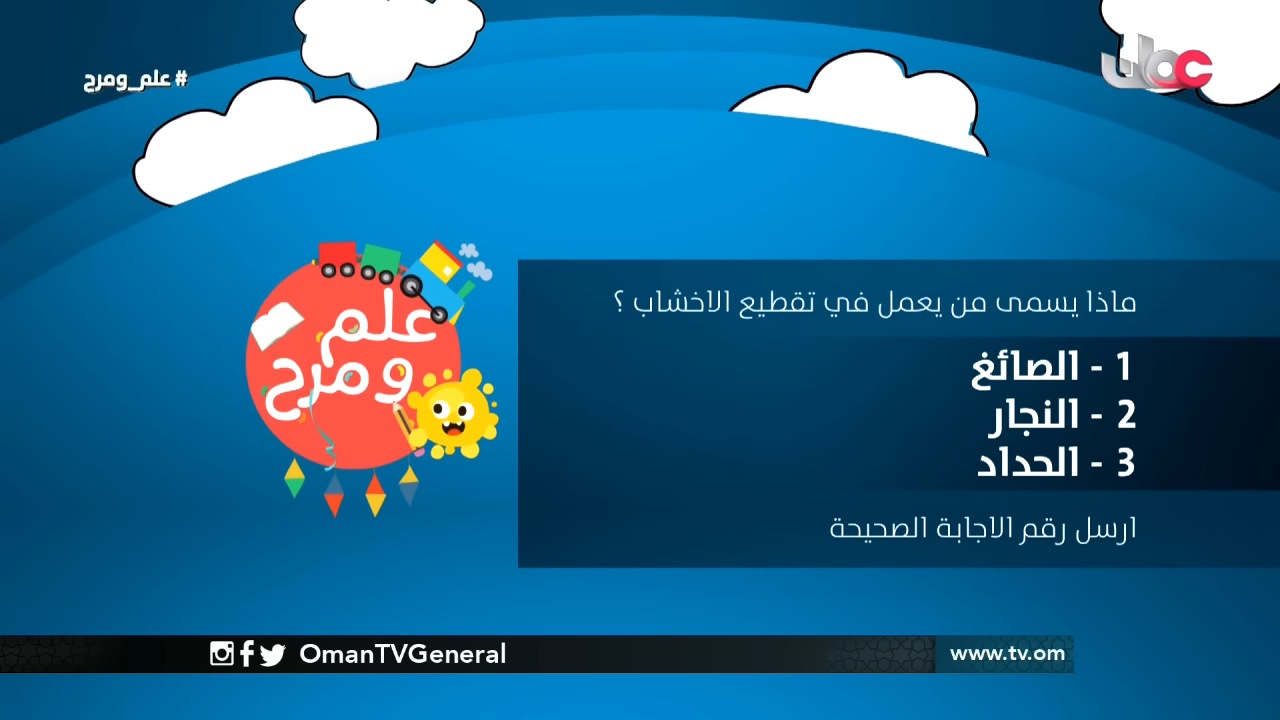 #علم_ومرح
عمان
علم
ومرح
ماذا يسمى من يعمل في تقطيع الاخشاب ؟
1 - الصائغ
2 - النجار
3 - الحداد
ارسل رقم الاجابة الصحيحة
OmanTVGeneral
www.tv.om